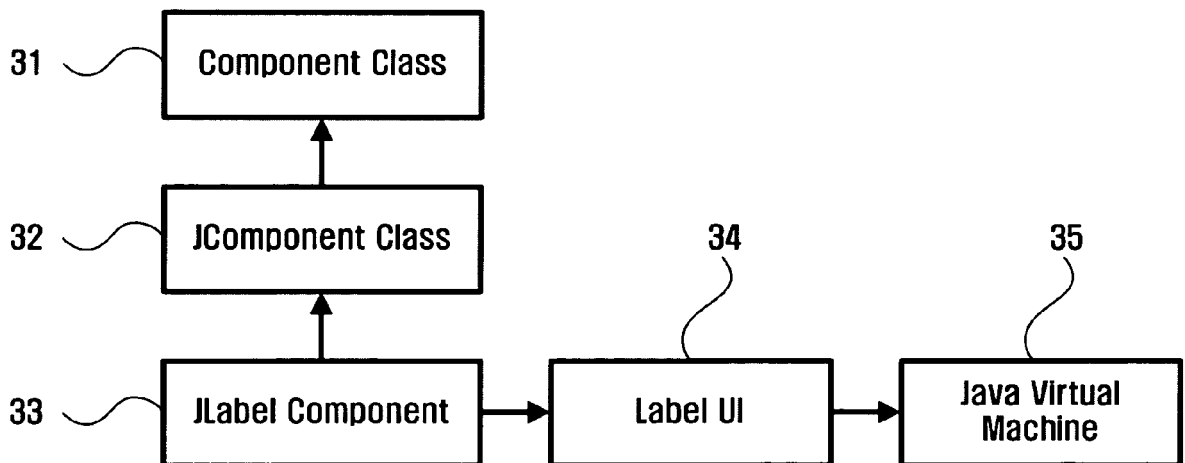 31
Component Class
32
JComponent Class
34
35
33
JLabel Component
Label UI
Java Virtual
Machine